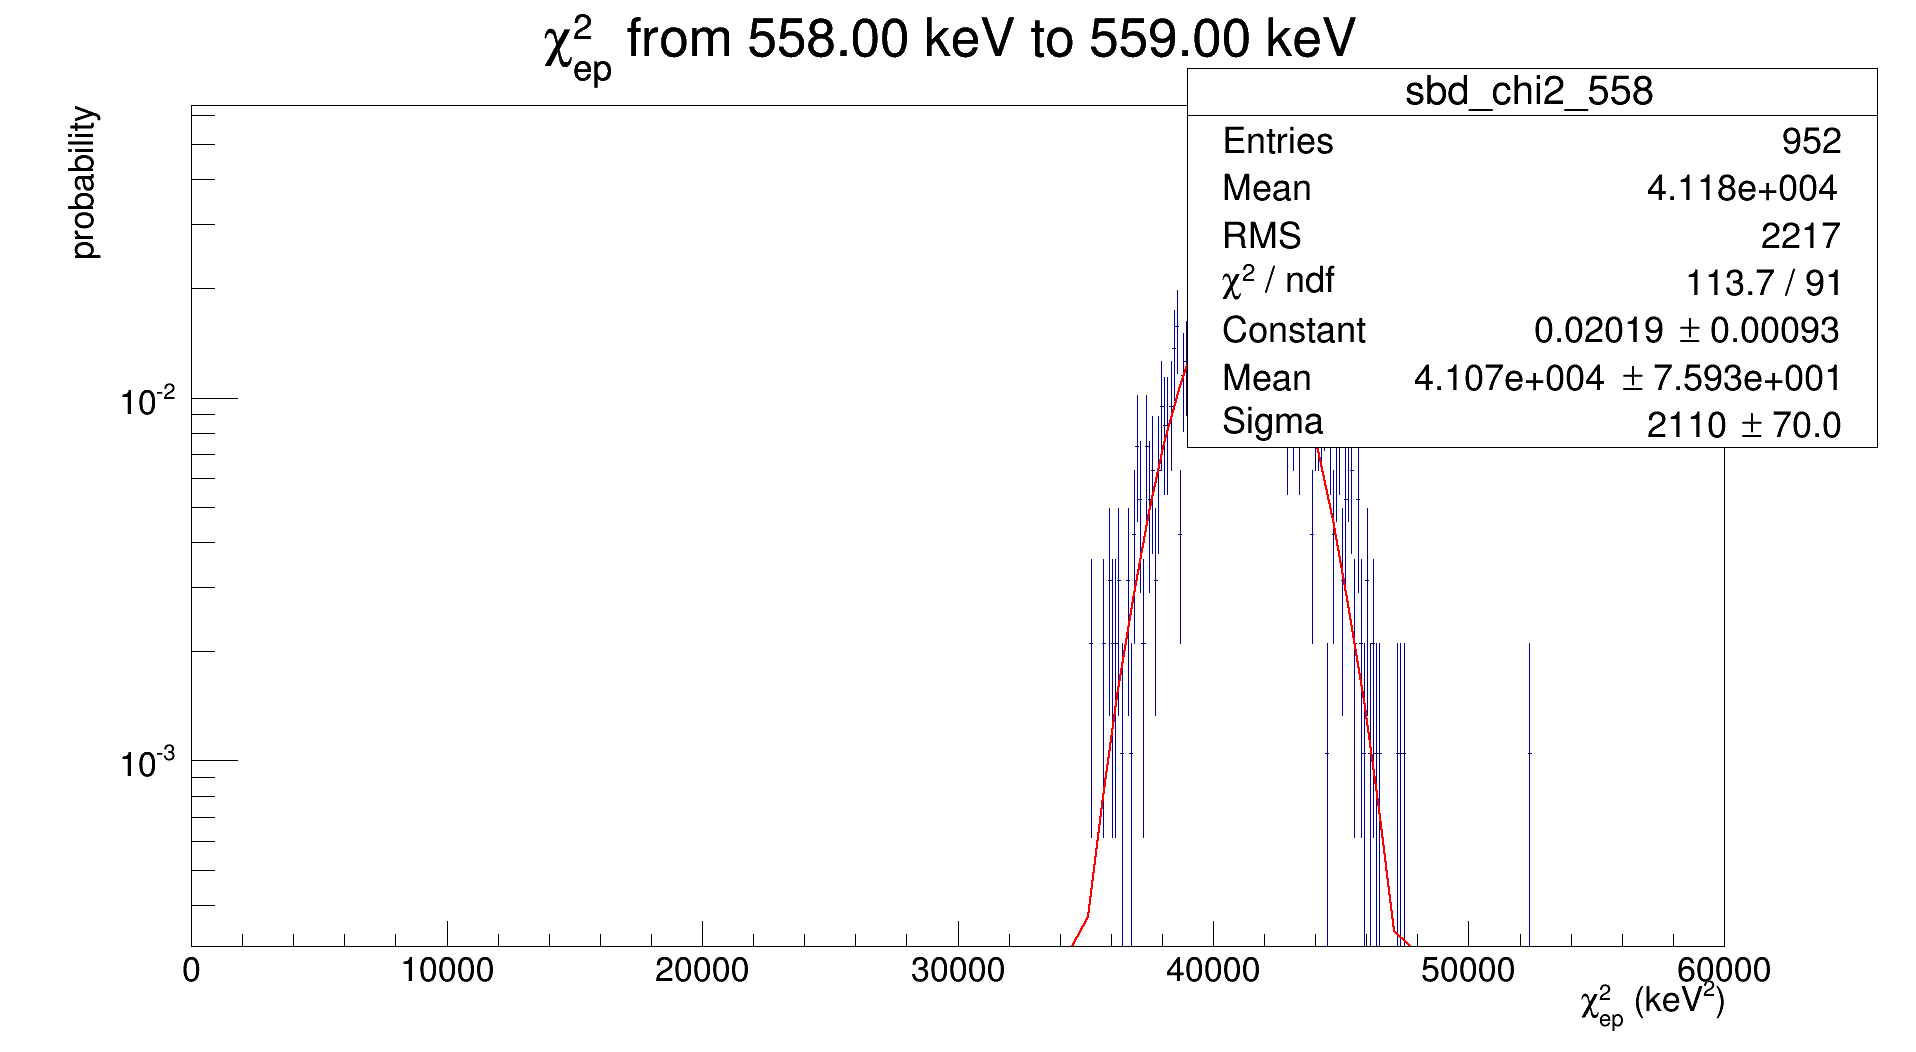 χ²ep from 558.00 keV to 559.00 keV
probability
sbd_chi2_558
Entries 952
Mean 4.118e+004
RMS 2217
χ² / ndf 113.7 / 91
Constant 0.02019 ± 0.00093
Mean 4.107e+004 ± 7.593e+001
Sigma 2110 ± 70.0
10⁻²
10⁻³
0 10000 20000 30000 40000 50000 60000
χ²ep (keV²)